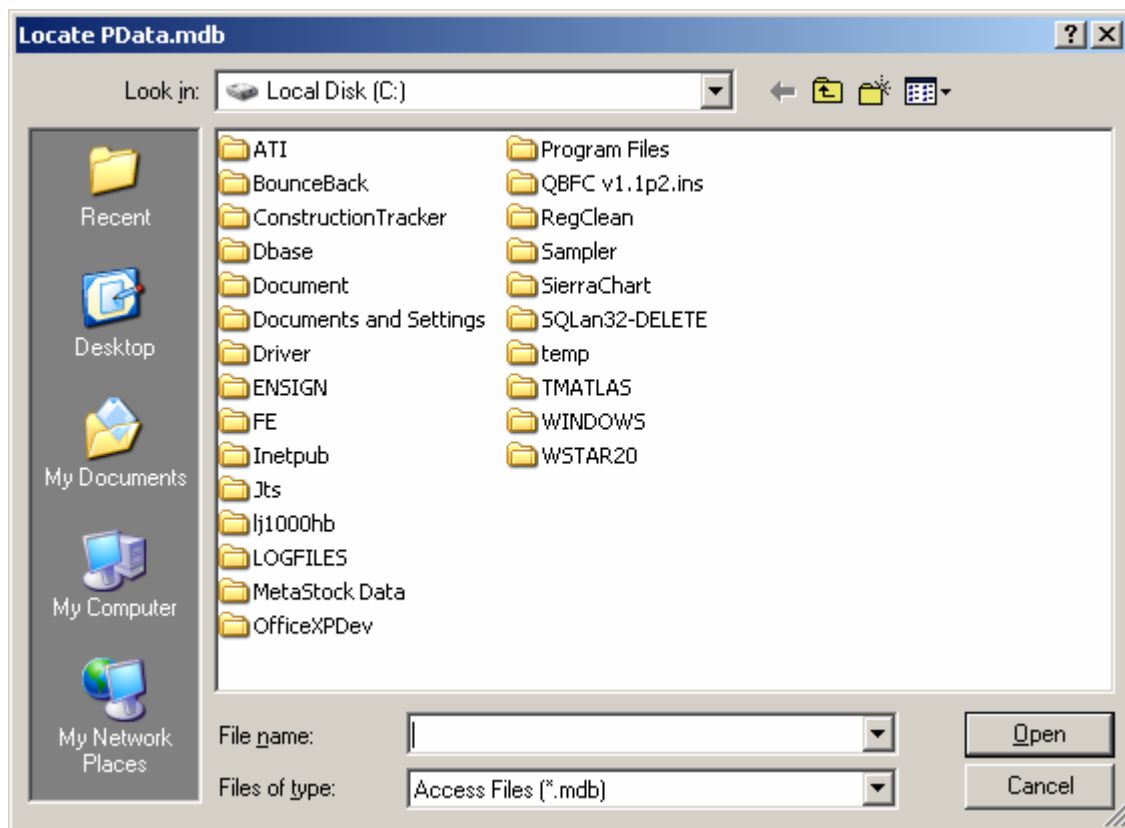 Locate PData.mdb
Look in:
Local Disk (C:)
Recent
Desktop
My Documents
My Computer
My Network
Places
ATI
BounceBack
ConstructionTracker
Dbase
Document
Documents and Settings
Driver
ENSIGN
FE
Inetpub
Jts
lj1000hb
LOGFILES
MetaStock Data
OfficeXPDev
Program Files
QBFC v1.1p2.ins
RegClean
Sampler
SierraChart
SQLan32-DELETE
temp
TMATLAS
WINDOWS
WSTAR20
File name:
Open
Files of type:
Access Files (*.mdb)
Cancel